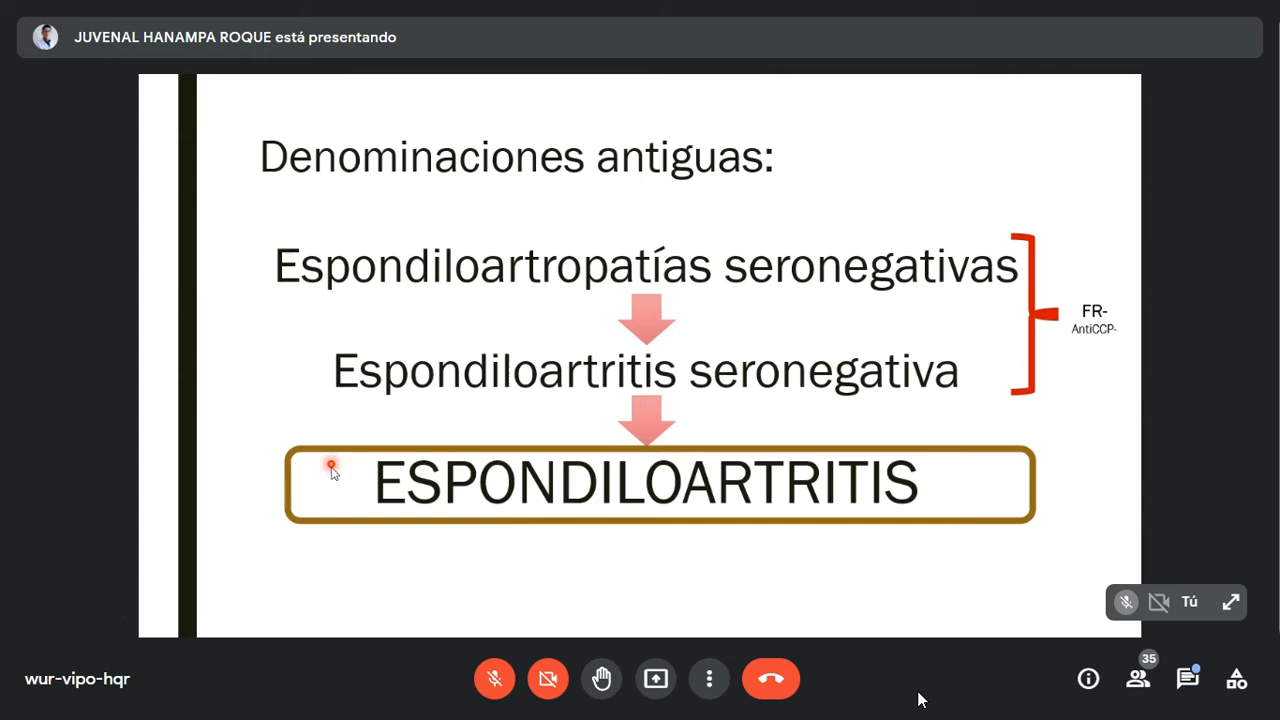 JUVENAL HANAMPA ROQUE está presentando
Denominaciones antiguas:
Espondiloartropatías seronegativas
FR-
AntiCCP-
Espondiloartritis seronegativa
ESPONDILOARTRITIS
Tú
wur-vipo-hqr
35